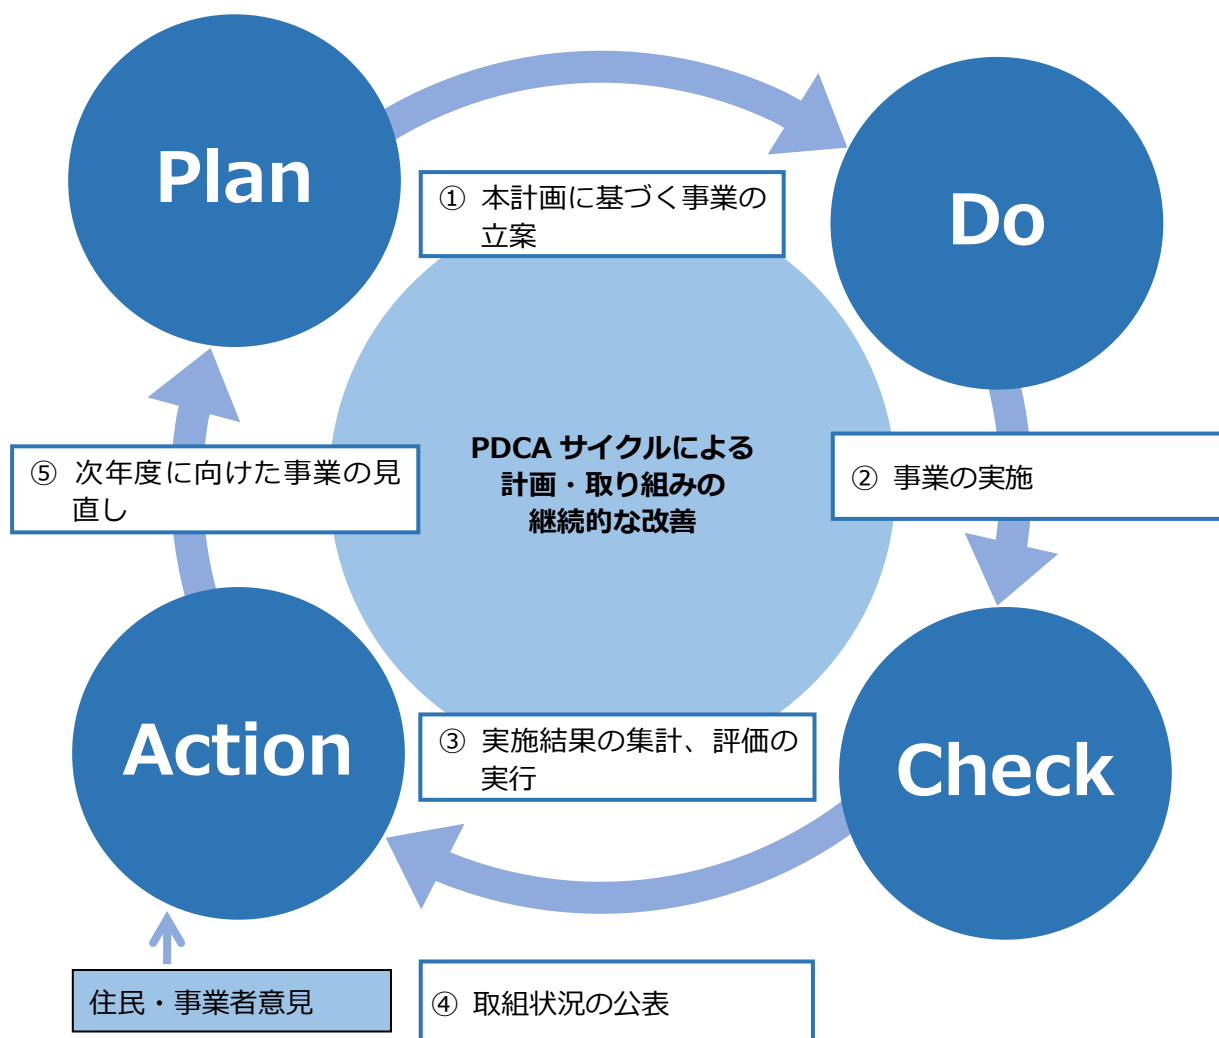 Plan
Do
① 本計画に基づく事業の
立案
PDCA サイクルによる
計画・取り組みの
継続的な改善
⑤ 次年度に向けた事業の見
直し
② 事業の実施
Action
③ 実施結果の集計、評価の
実行
Check
住民・事業者意見
④ 取組状況の公表